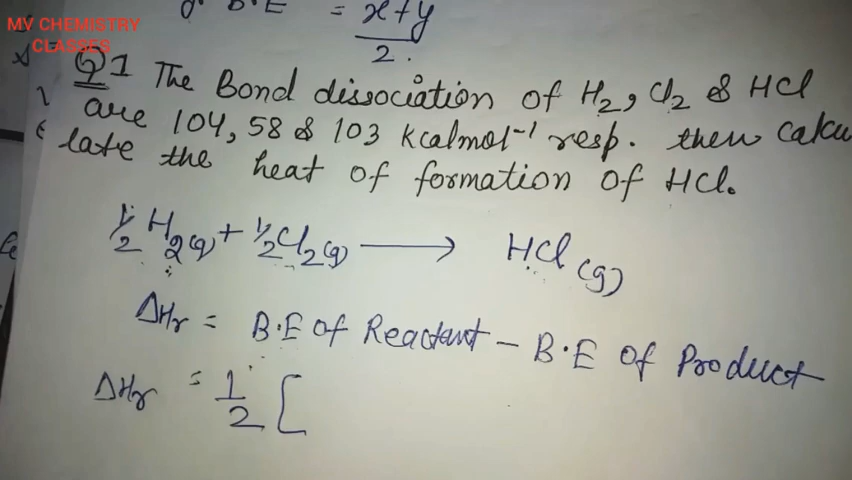 MV CHEMISTRY
CLASSES
B·E = x+y
2.
Q1 The Bond dissociation of H₂, Cl₂ & HCl
are 104, 58 & 103 Kcalmol⁻¹ resp. then calcu
late the heat of formation of HCl.
½ H₂(g) + ½ Cl₂(g) ⟶ HCl (g)
ΔHr = B.E of Reactant − B.E of Product
ΔHr = 1/2 [